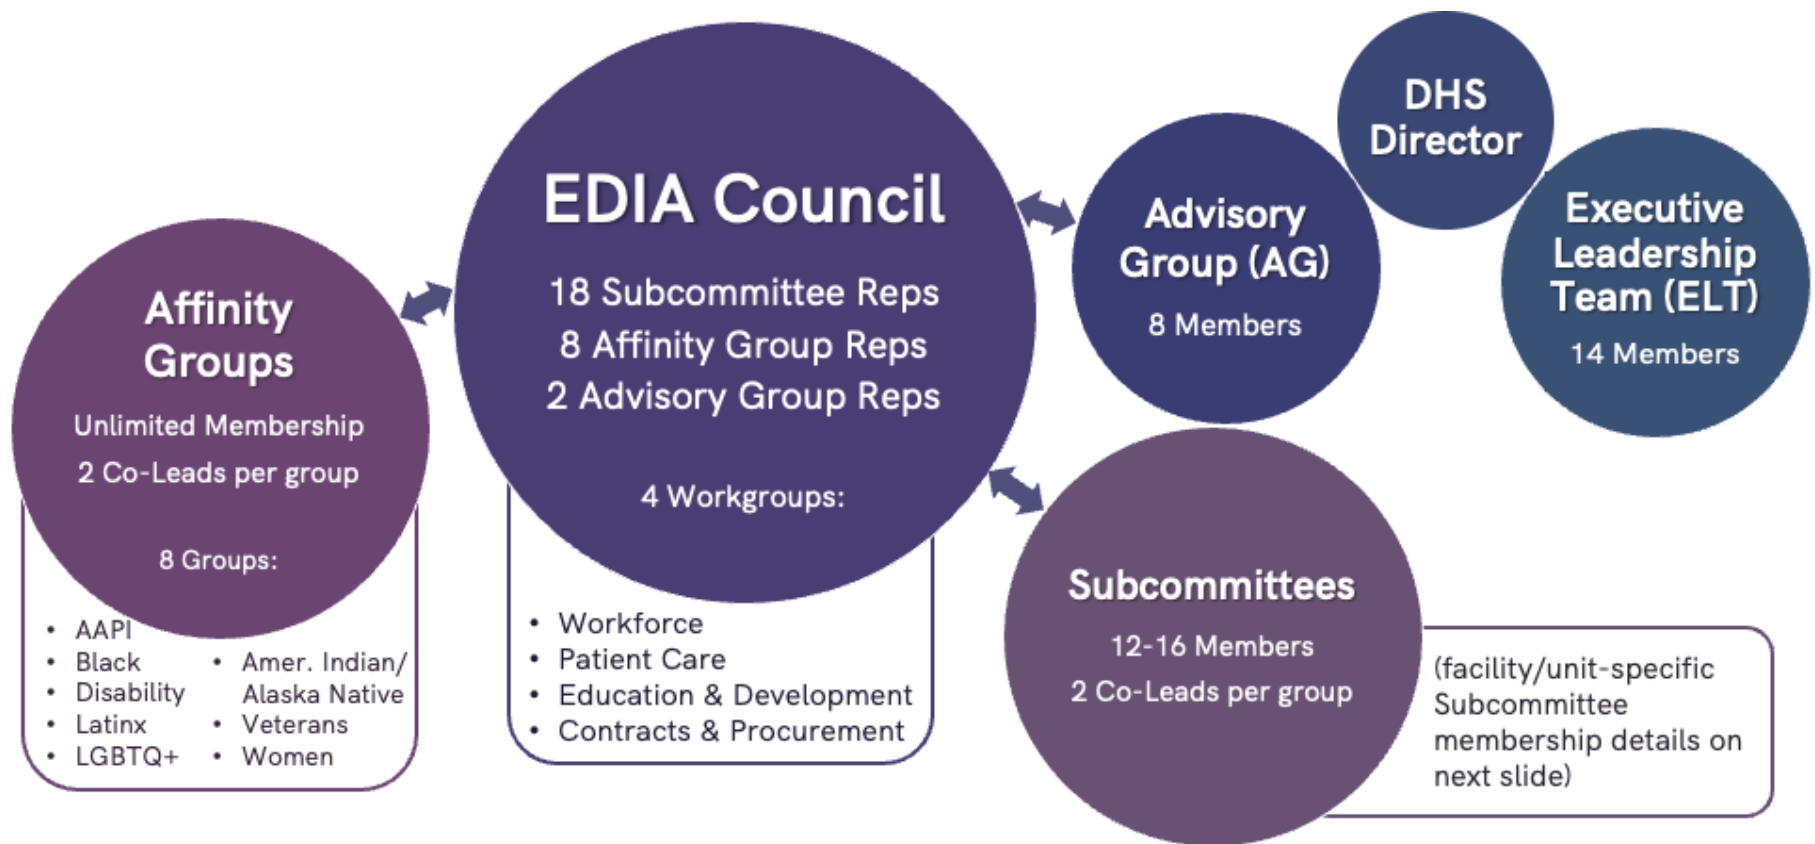 Affinity
Groups
Unlimited Membership
2 Co-Leads per group
8 Groups:
• AAPI
• Black
• Disability
• Latinx
• LGBTQ+
• Amer. Indian/
Alaska Native
• Veterans
• Women
EDIA Council
18 Subcommittee Reps
8 Affinity Group Reps
2 Advisory Group Reps
4 Workgroups:
• Workforce
• Patient Care
• Education & Development
• Contracts & Procurement
Advisory
Group (AG)
8 Members
DHS
Director
Executive
Leadership
Team (ELT)
14 Members
Subcommittees
12-16 Members
2 Co-Leads per group
(facility/unit-specific
Subcommittee
membership details on
next slide)